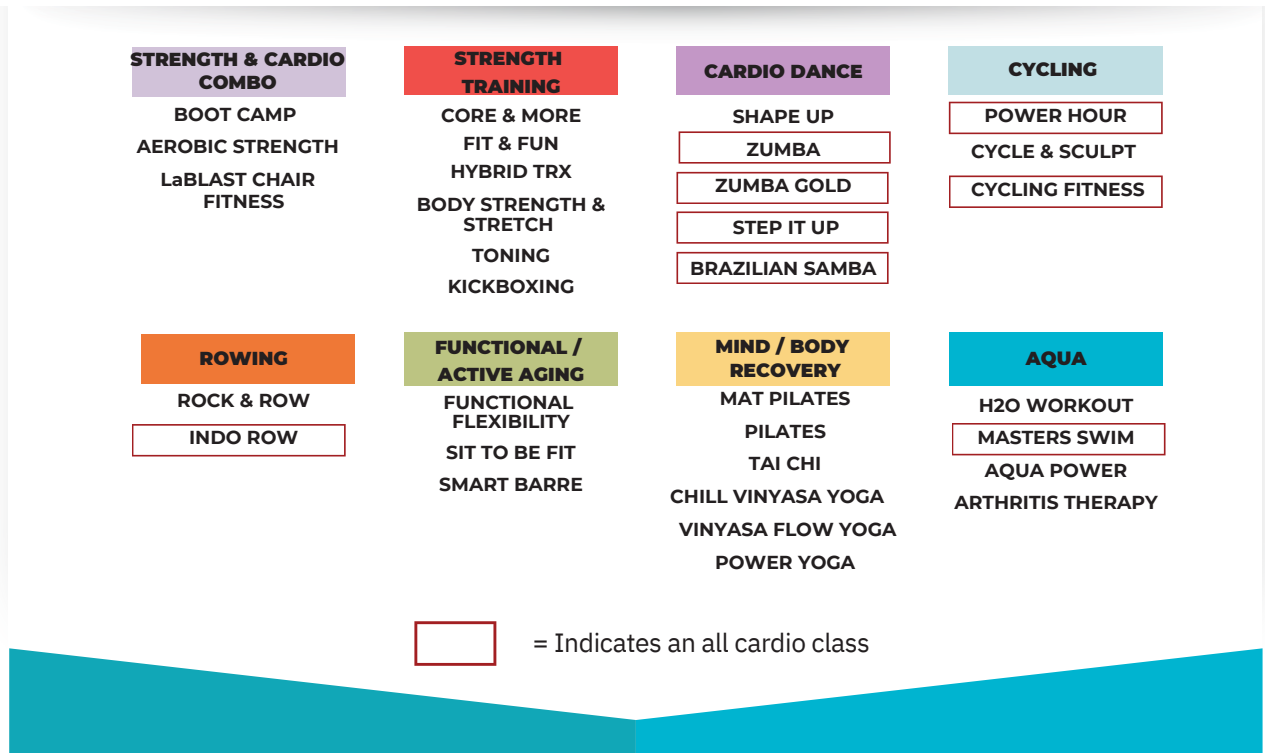 STRENGTH & CARDIO
COMBO
BOOT CAMP
AEROBIC STRENGTH
LaBLAST CHAIR
FITNESS
STRENGTH
TRAINING
CORE & MORE
FIT & FUN
HYBRID TRX
BODY STRENGTH &
STRETCH
TONING
KICKBOXING
CARDIO DANCE
SHAPE UP
ZUMBA
ZUMBA GOLD
STEP IT UP
BRAZILIAN SAMBA
CYCLING
POWER HOUR
CYCLE & SCULPT
CYCLING FITNESS
ROWING
ROCK & ROW
INDO ROW
FUNCTIONAL /
ACTIVE AGING
FUNCTIONAL
FLEXIBILITY
SIT TO BE FIT
SMART BARRE
MIND / BODY
RECOVERY
MAT PILATES
PILATES
TAI CHI
CHILL VINYASA YOGA
VINYASA FLOW YOGA
POWER YOGA
AQUA
H2O WORKOUT
MASTERS SWIM
AQUA POWER
ARTHRITIS THERAPY
= Indicates an all cardio class